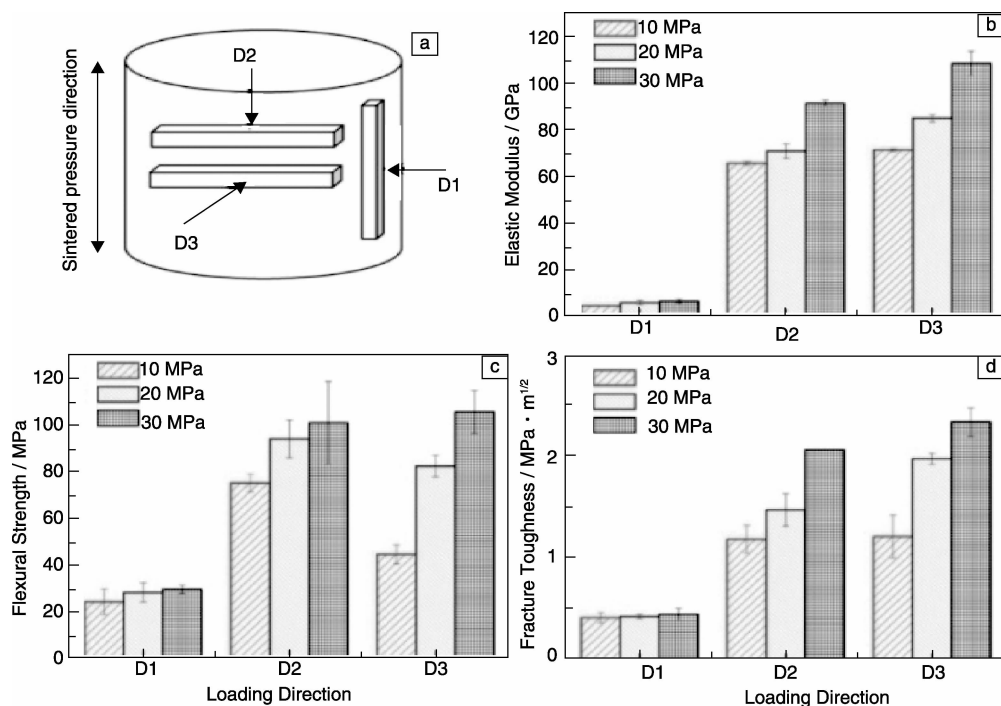 a
Sintered pressure direction
D2
D1
D3
b
10 MPa
20 MPa
30 MPa
Elastic Modulus / GPa
120
100
80
60
40
20
0
D1
D2
D3
c
10 MPa
20 MPa
30 MPa
Flexural Strength / MPa
120
100
80
60
40
20
0
D1
D2
D3
Loading Direction
d
10 MPa
20 MPa
30 MPa
Fracture Toughness / MPa · m1/2
3
2
1
0
D1
D2
D3
Loading Direction